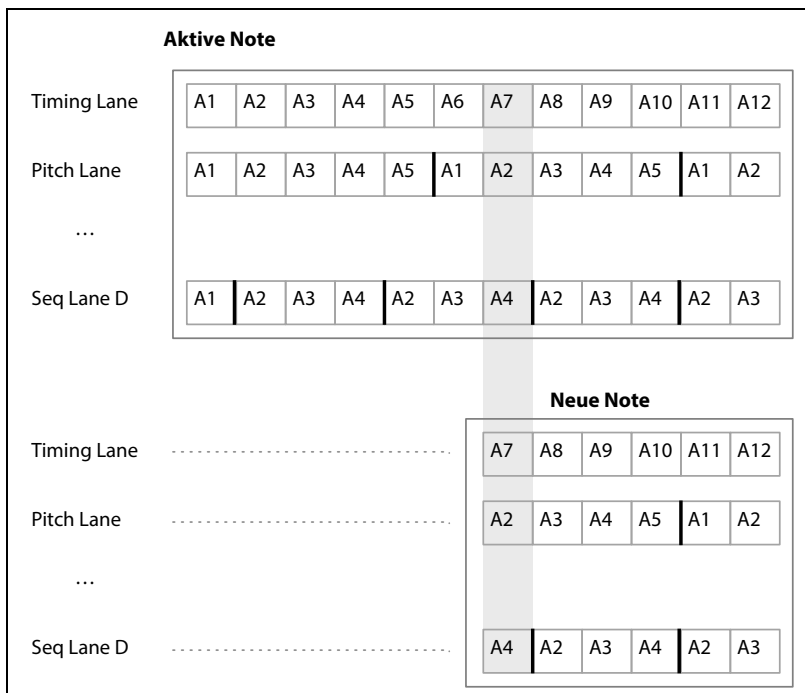 Aktive Note
Timing Lane A1 A2 A3 A4 A5 A6 A7 A8 A9 A10 A11 A12
Pitch Lane A1 A2 A3 A4 A5 A1 A2 A3 A4 A5 A1 A2
...
Seq Lane D A1 A2 A3 A4 A2 A3 A4 A2 A3 A4 A2 A3
Neue Note
Timing Lane A7 A8 A9 A10 A11 A12
Pitch Lane A2 A3 A4 A5 A1 A2
...
Seq Lane D A4 A2 A3 A4 A2 A3